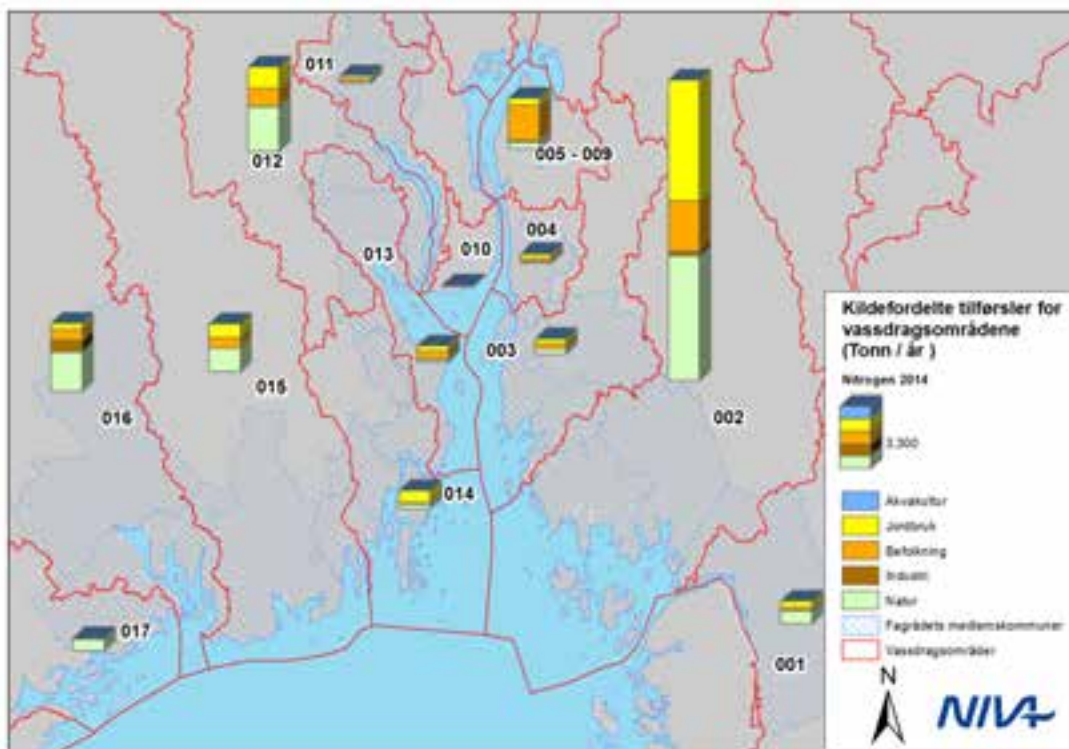 011
012
005 - 009
004
013
010
003
015
016
002
014
017
001
Kildefordelte tilførsler for
vassdragsområdene
(Tonn / år )
Nitrogen 2014
3,300
Akvakultur
Jordbruk
Befolkning
Industri
Natur
Fagrådets medlemskommuner
Vassdragsområder
N
NIVA